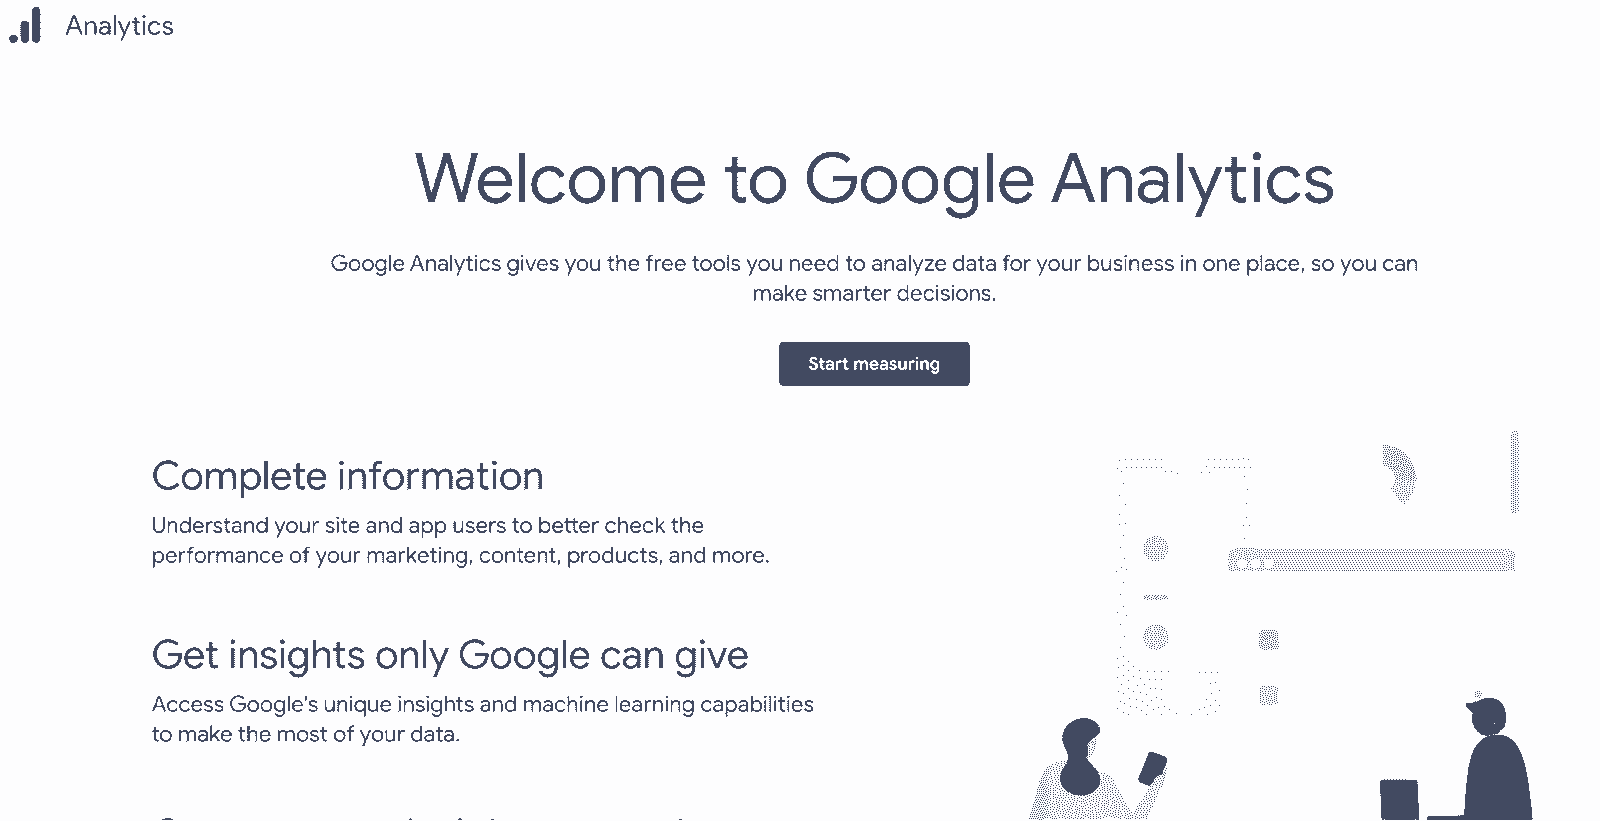 Analytics
Welcome to Google Analytics
Google Analytics gives you the free tools you need to analyze data for your business in one place, so you can
make smarter decisions.
Start measuring
Complete information
Understand your site and app users to better check the
performance of your marketing, content, products, and more.
Get insights only Google can give
Access Google's unique insights and machine learning capabilities
to make the most of your data.